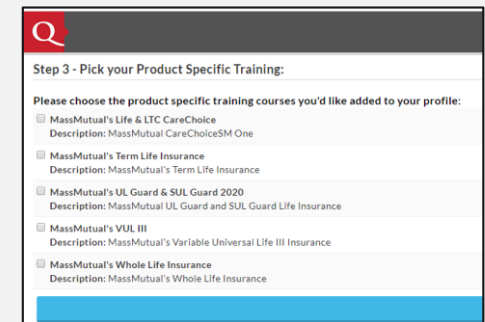 Q
Step 3 - Pick your Product Specific Training:
Please choose the product specific training courses you'd like added to your profile:
MassMutual's Life & LTC CareChoice
Description: MassMutual CareChoiceSM One
MassMutual's Term Life Insurance
Description: MassMutual's Term Life Insurance
MassMutual's UL Guard & SUL Guard 2020
Description: MassMutual UL Guard and SUL Guard Life Insurance
MassMutual's VUL III
Description: MassMutual's Variable Universal Life III Insurance
MassMutual's Whole Life Insurance
Description: MassMutual's Whole Life Insurance